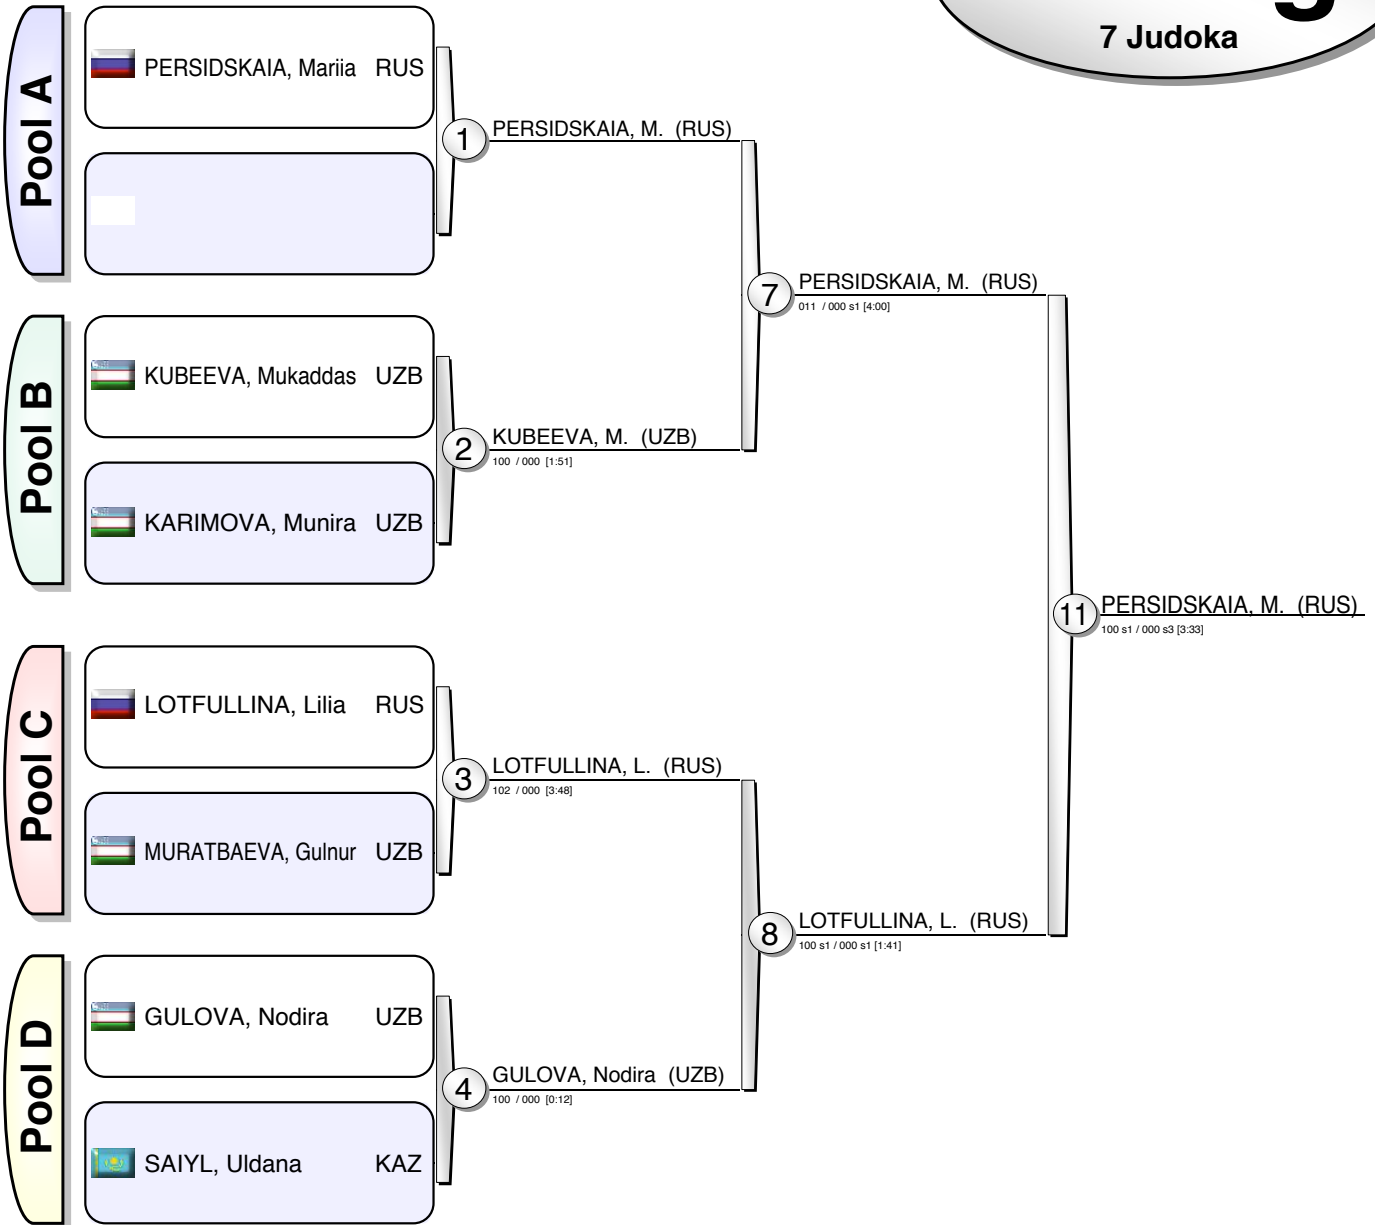 7 Judoka
Pool A
PERSIDSKAIA, Mariia RUS
1 PERSIDSKAIA, M. (RUS)
7 PERSIDSKAIA, M. (RUS)
011 / 000 s1 [4:00]
Pool B
KUBEEVA, Mukaddas UZB
2 KUBEEVA, M. (UZB)
100 / 000 [1:51]
KARIMOVA, Munira UZB
11 PERSIDSKAIA, M. (RUS)
100 s1 / 000 s3 [3:33]
Pool C
LOTFULLINA, Lilia RUS
3 LOTFULLINA, L. (RUS)
102 / 000 [3:48]
MURATBAEVA, Gulnur UZB
8 LOTFULLINA, L. (RUS)
100 s1 / 000 s1 [1:41]
Pool D
GULOVA, Nodira UZB
4 GULOVA, Nodira (UZB)
100 / 000 [0:12]
SAIYL, Uldana KAZ